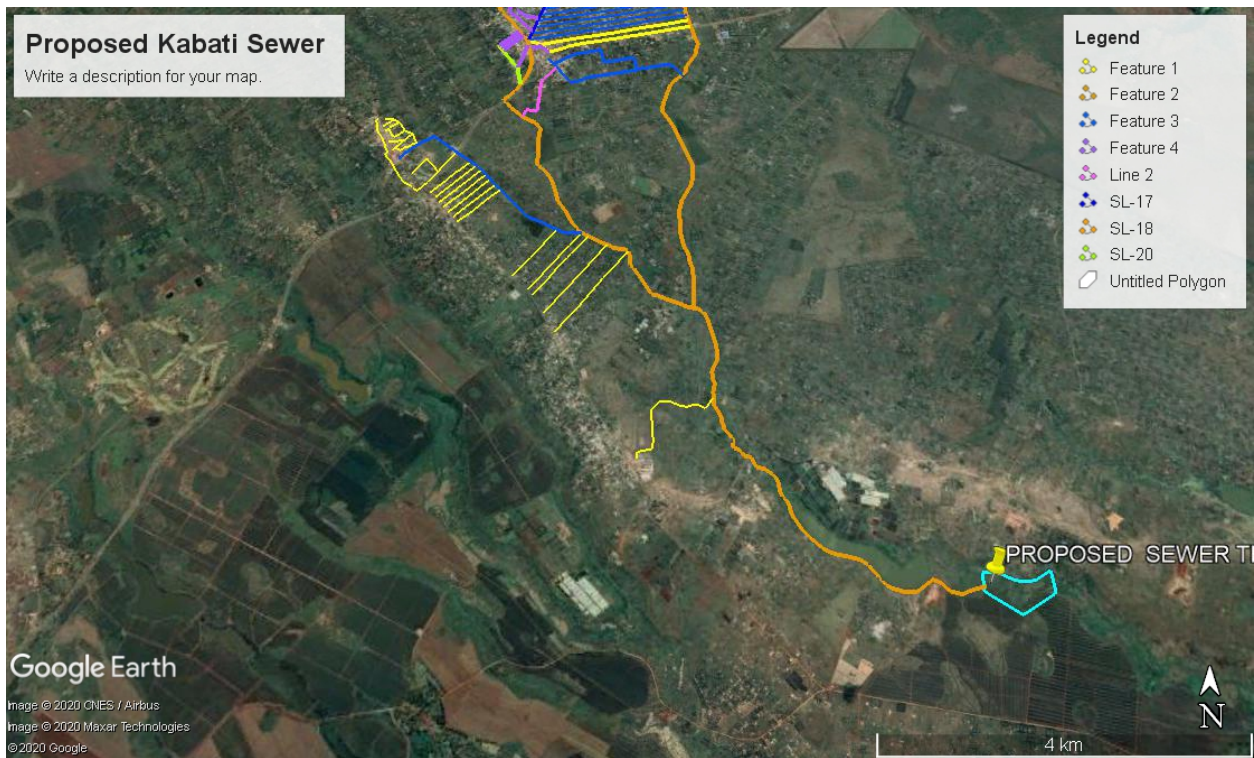 Proposed Kabati Sewer
Write a description for your map.
Legend
Feature 1
Feature 2
Feature 3
Feature 4
Line 2
SL-17
SL-18
SL-20
Untitled Polygon
PROPOSED SEWER
Google Earth
Image © 2020 CNES / Airbus
Image © 2020 Maxar Technologies
© 2020 Google
N
4 km